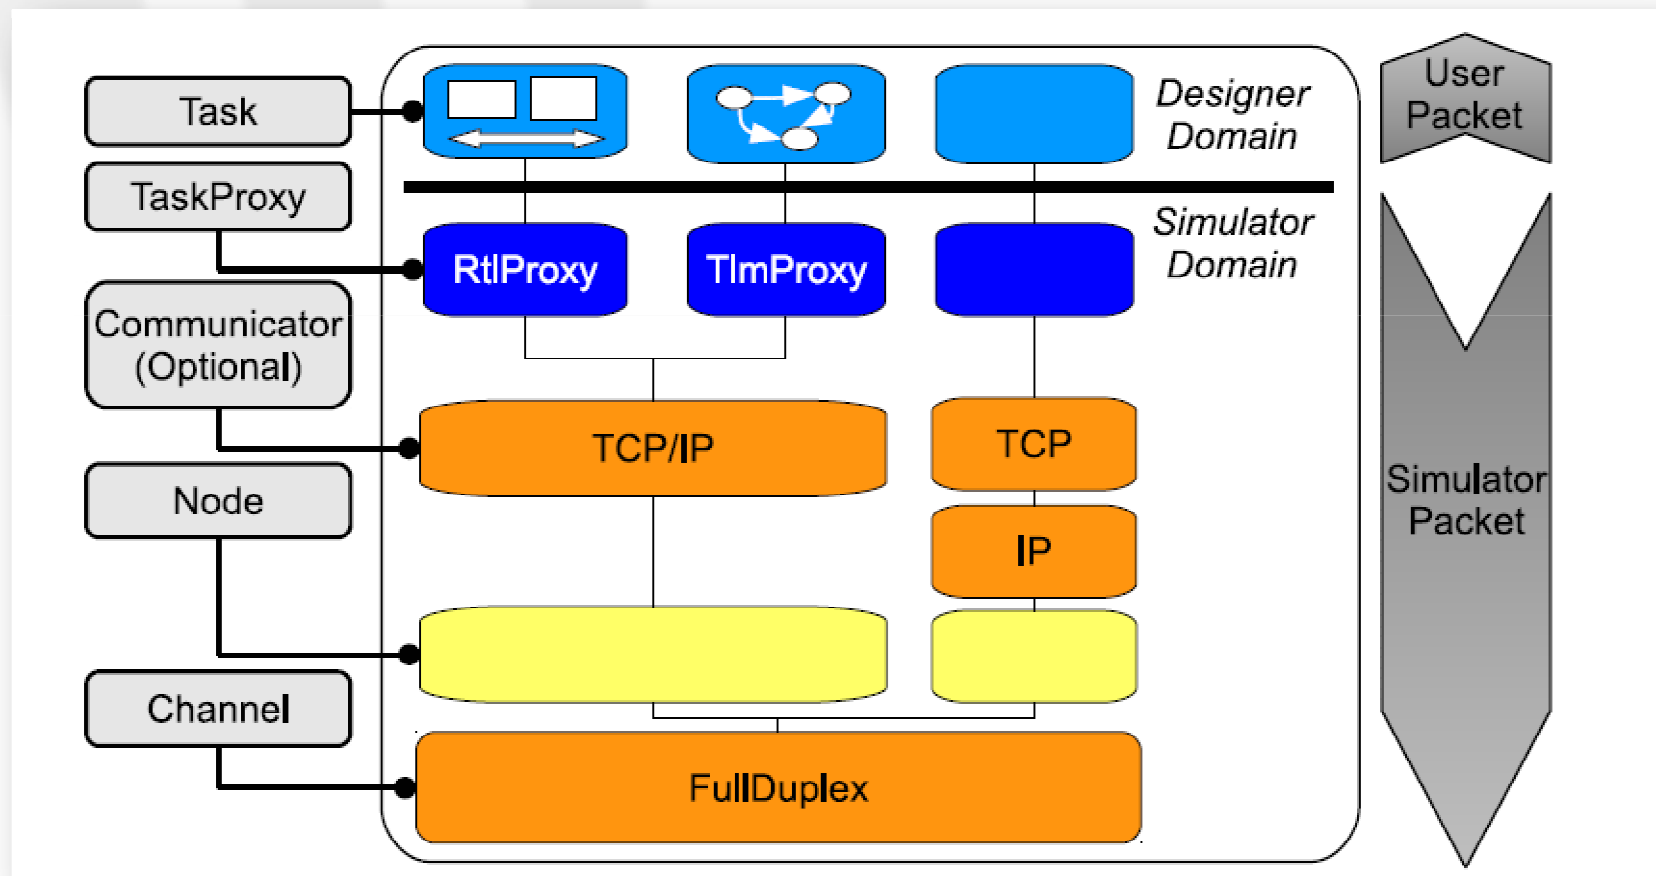 Task
TaskProxy
Communicator
(Optional)
Node
Channel
Designer
Domain
Simulator
Domain
RtlProxy
TlmProxy
TCP/IP
TCP
IP
FullDuplex
User
Packet
Simulator
Packet